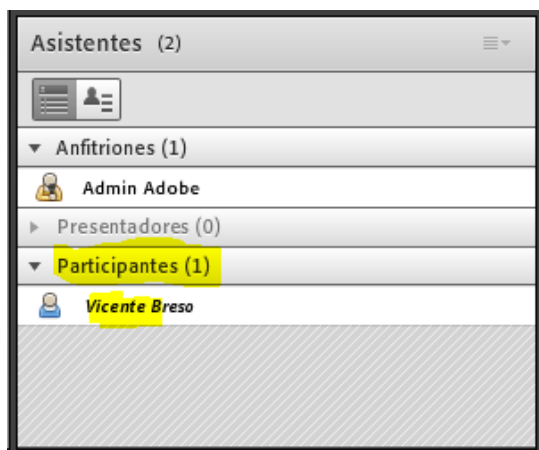 Asistentes (2)
Anfitriones (1)
Admin Adobe
Presentadores (0)
Participantes (1)
Vicente Breso